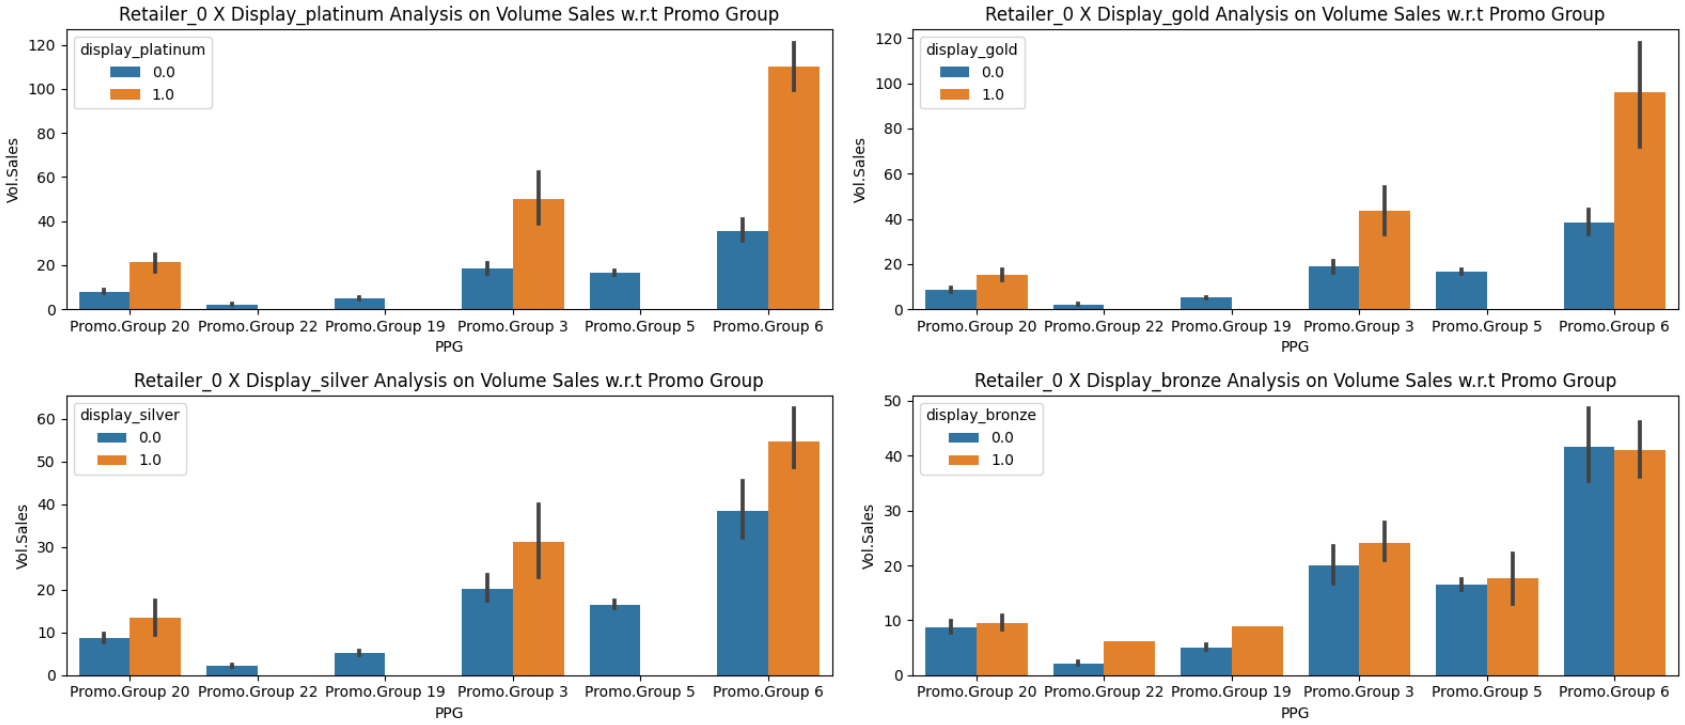 Retailer_0 X Display_platinum Analysis on Volume Sales w.r.t Promo Group
display_platinum
0.0
1.0
120
100
80
60
40
20
0
Vol.Sales
Promo.Group 20 Promo.Group 22 Promo.Group 19 Promo.Group 3 Promo.Group 5 Promo.Group 6
PPG
Retailer_0 X Display_gold Analysis on Volume Sales w.r.t Promo Group
display_gold
0.0
1.0
120
100
80
60
40
20
0
Vol.Sales
Promo.Group 20 Promo.Group 22 Promo.Group 19 Promo.Group 3 Promo.Group 5 Promo.Group 6
PPG
Retailer_0 X Display_silver Analysis on Volume Sales w.r.t Promo Group
display_silver
0.0
1.0
60
50
40
30
20
10
0
Vol.Sales
Promo.Group 20 Promo.Group 22 Promo.Group 19 Promo.Group 3 Promo.Group 5 Promo.Group 6
PPG
Retailer_0 X Display_bronze Analysis on Volume Sales w.r.t Promo Group
display_bronze
0.0
1.0
50
40
30
20
10
0
Vol.Sales
Promo.Group 20 Promo.Group 22 Promo.Group 19 Promo.Group 3 Promo.Group 5 Promo.Group 6
PPG